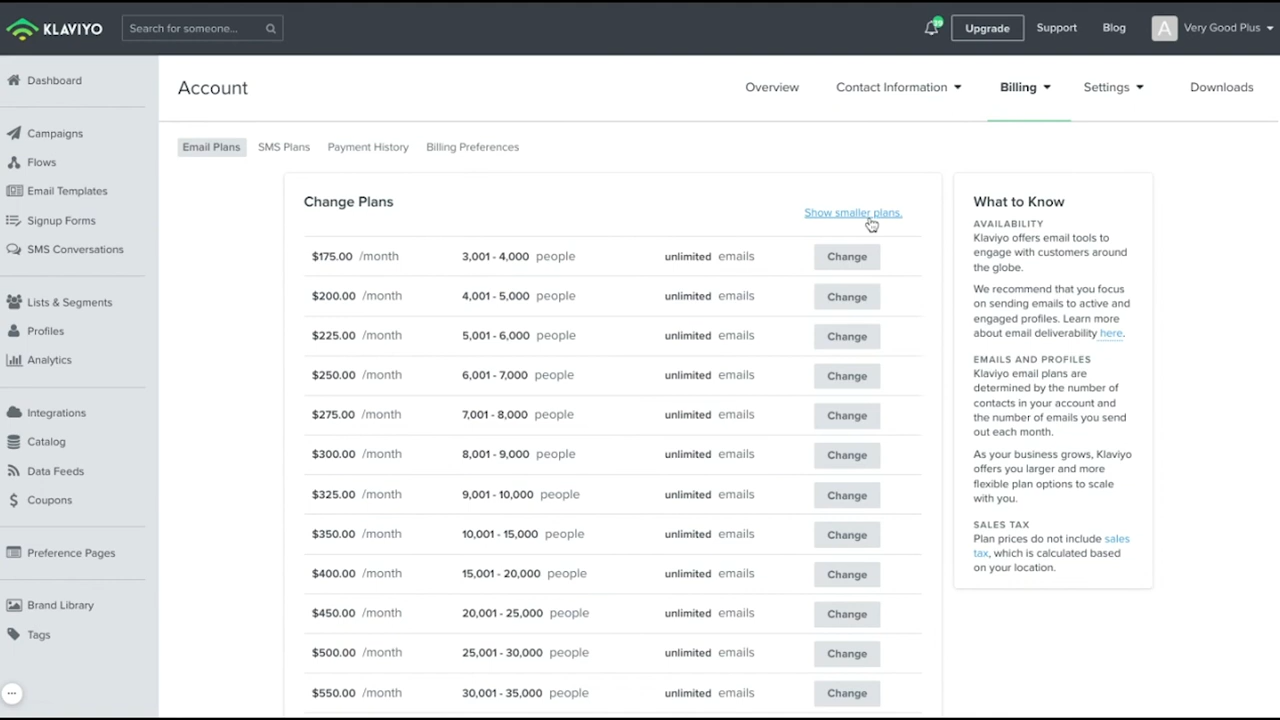 KLAVIYO
Search for someone...
Upgrade
Support
Blog
A
Very Good Plus
Dashboard
Campaigns
Flows
Email Templates
Signup Forms
SMS Conversations
Lists & Segments
Profiles
Analytics
Integrations
Catalog
Data Feeds
Coupons
Preference Pages
Brand Library
Tags
Account
Overview
Contact Information
Billing
Settings
Downloads
Email Plans
SMS Plans
Payment History
Billing Preferences
Change Plans
Show smaller plans.
$175.00 /month 3,001 - 4,000 people unlimited emails Change
$200.00 /month 4,001 - 5,000 people unlimited emails Change
$225.00 /month 5,001 - 6,000 people unlimited emails Change
$250.00 /month 6,001 - 7,000 people unlimited emails Change
$275.00 /month 7,001 - 8,000 people unlimited emails Change
$300.00 /month 8,001 - 9,000 people unlimited emails Change
$325.00 /month 9,001 - 10,000 people unlimited emails Change
$350.00 /month 10,001 - 15,000 people unlimited emails Change
$400.00 /month 15,001 - 20,000 people unlimited emails Change
$450.00 /month 20,001 - 25,000 people unlimited emails Change
$500.00 /month 25,001 - 30,000 people unlimited emails Change
$550.00 /month 30,001 - 35,000 people unlimited emails Change
What to Know
AVAILABILITY
Klaviyo offers email tools to
engage with customers around
the globe.
We recommend that you focus
on sending emails to active and
engaged profiles. Learn more
about email deliverability here.
EMAILS AND PROFILES
Klaviyo email plans are
determined by the number of
contacts in your account and
the number of emails you send
out each month.
As your business grows, Klaviyo
offers you larger and more
flexible plan options to scale
with you.
SALES TAX
Plan prices do not include sales
tax, which is calculated based
on your location.